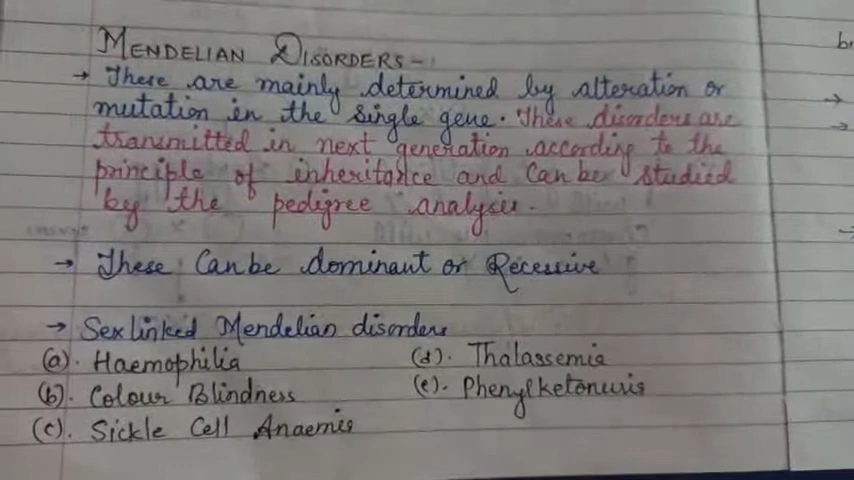 MENDELIAN DISORDERS -
→ These are mainly determined by alteration or
mutation in the single gene. These disorders are
transmitted in next generation according to the
principle of inheritance and can be studied
by the pedigree analysis.
→ These Can be dominant or Recessive
→ Sex linked Mendelian disorders
(a). Haemophilia
(b). Colour Blindness
(c). Sickle Cell Anaemia
(d). Thalassemia
(e). Phenylketonuris